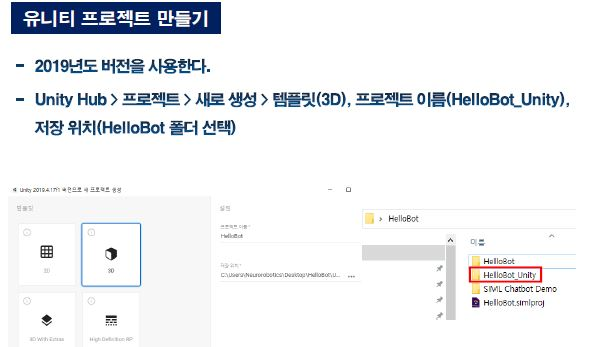 유니티 프로젝트 만들기
- 2019년도 버전을 사용한다.
- Unity Hub > 프로젝트 > 새로 생성 > 템플릿(3D), 프로젝트 이름(HelloBot_Unity),
저장 위치(HelloBot 폴더 선택)
Unity 2019.4.17f1 버전으로 새 프로젝트 생성
템플릿
설정
2D
3D
3D With Extras
High Definition RP
프로젝트 이름 *
HelloBot
저장 위치 *
C:\Users\Neurorobotics\Desktop\HelloBot\U...
> HelloBot
이름
HelloBot
HelloBot_Unity
SIML Chatbot Demo
HelloBot.simlproj